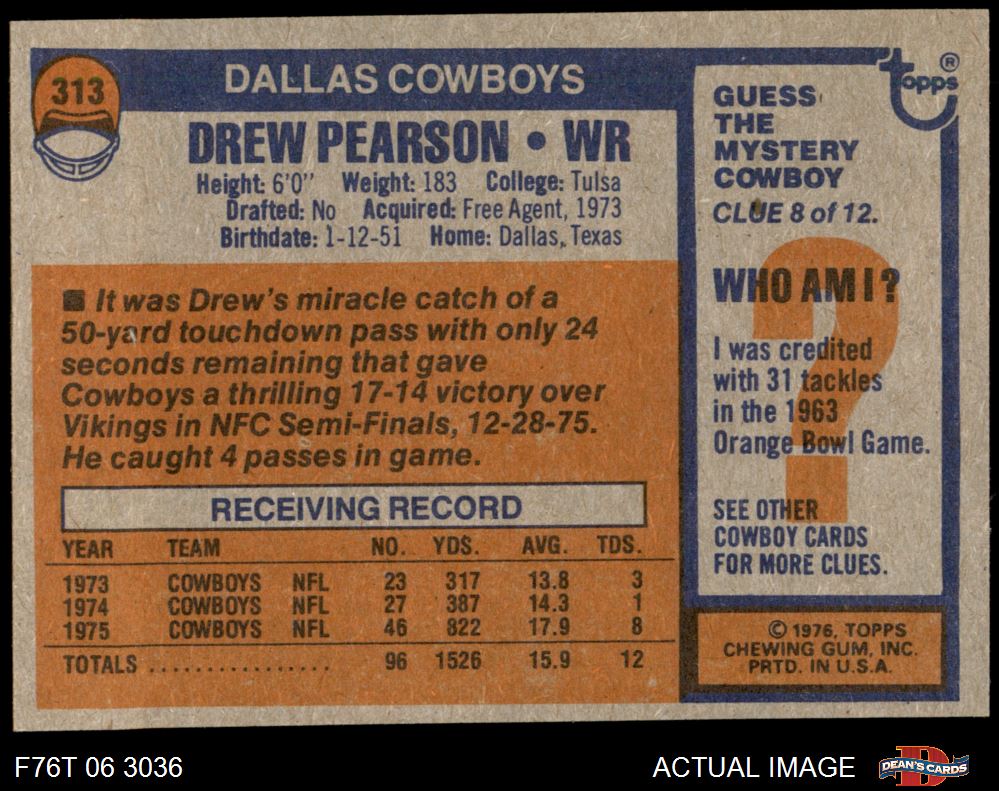 313
DALLAS COWBOYS
DREW PEARSON • WR
Height: 6'0" Weight: 183 College: Tulsa
Drafted: No Acquired: Free Agent, 1973
Birthdate: 1-12-51 Home: Dallas, Texas
■ It was Drew's miracle catch of a
50-yard touchdown pass with only 24
seconds remaining that gave
Cowboys a thrilling 17-14 victory over
Vikings in NFC Semi-Finals, 12-28-75.
He caught 4 passes in game.
RECEIVING RECORD
YEAR TEAM NO. YDS. AVG. TDS.
1973 COWBOYS NFL 23 317 13.8 3
1974 COWBOYS NFL 27 387 14.3 1
1975 COWBOYS NFL 46 822 17.9 8
TOTALS ................. 96 1526 15.9 12
topps ®
GUESS
THE
MYSTERY
COWBOY
CLUE 8 of 12.
WHO AM I?
?
I was credited
with 31 tackles
in the 1963
Orange Bowl Game.
SEE OTHER
COWBOY CARDS
FOR MORE CLUES.
© 1976, TOPPS
CHEWING GUM, INC.
PRTD. IN U.S.A.
F76T 06 3036
ACTUAL IMAGE
D
DEAN'S CARDS